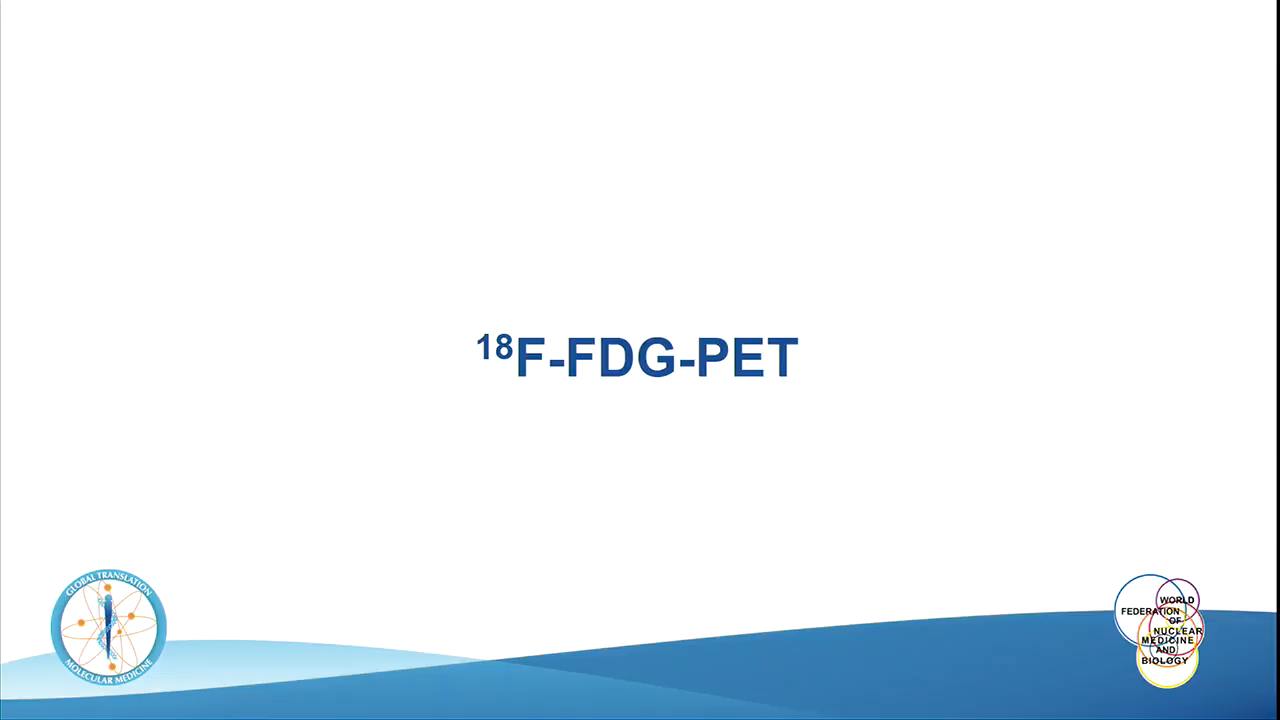 ¹⁸F-FDG-PET
GLOBAL TRANSLATION
MOLECULAR MEDICINE
WORLD
FEDERATION
OF
NUCLEAR
MEDICINE
AND
BIOLOGY